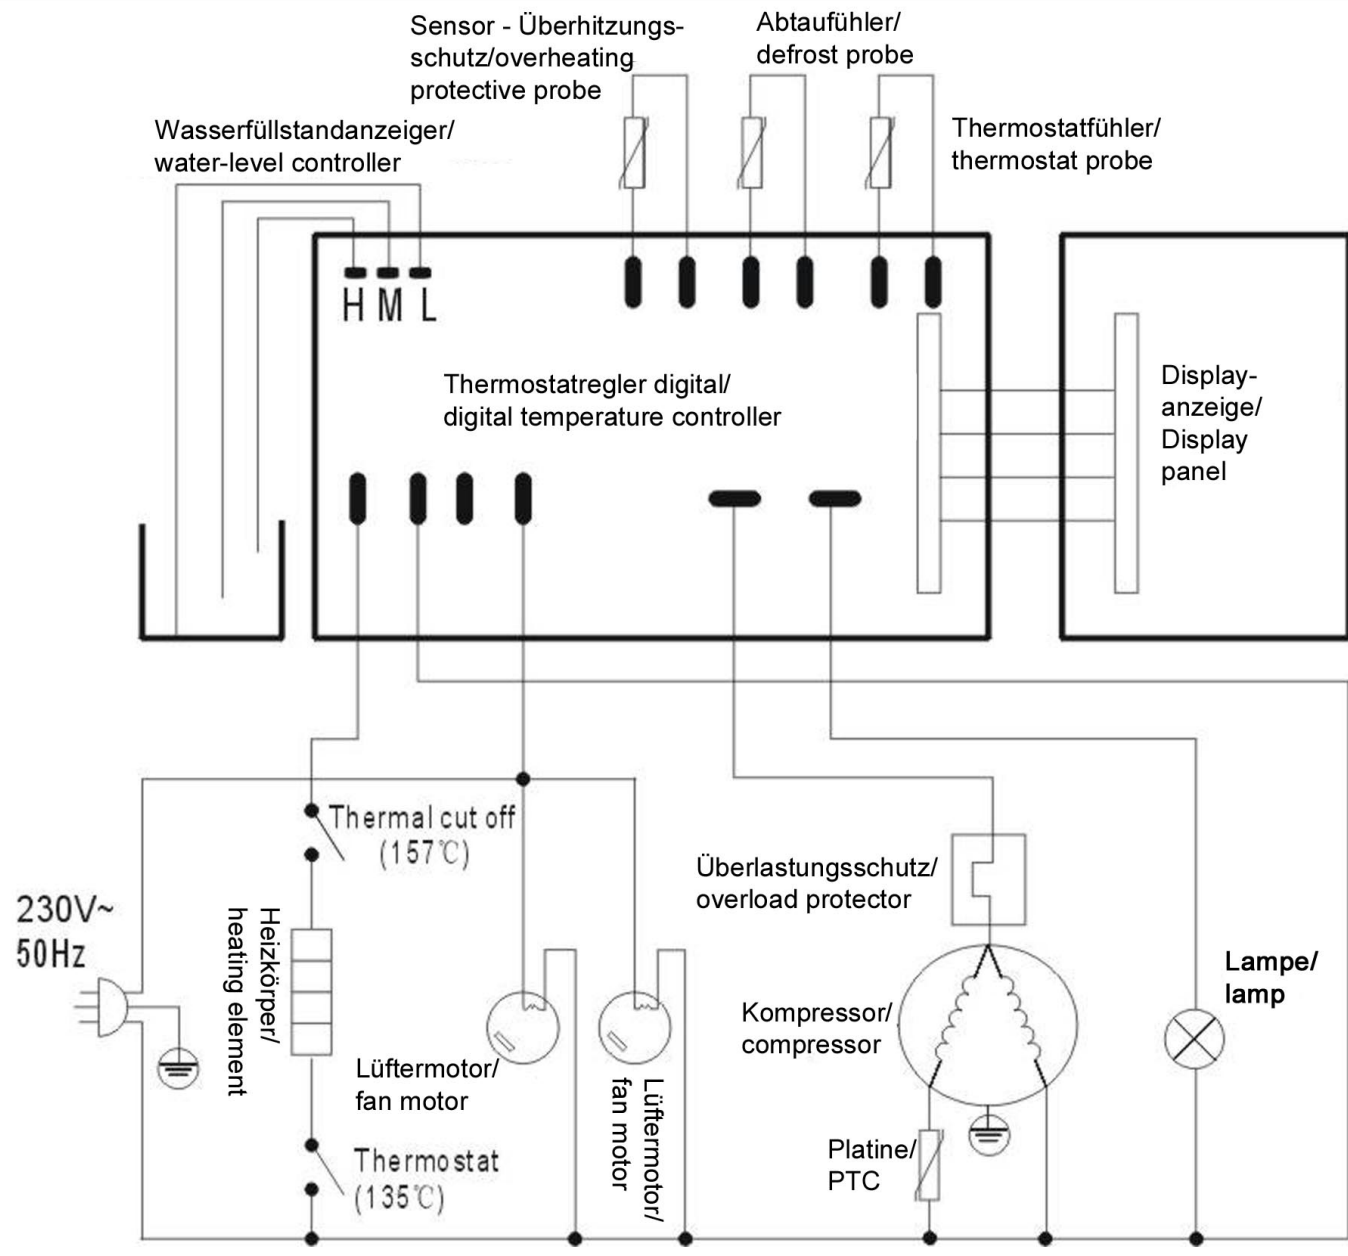 Sensor - Überhitzungs-
schutz/overheating
protective probe
Abtaufühler/
defrost probe
Wasserfüllstandanzeiger/
water-level controller
Thermostatfühler/
thermostat probe
H M L
Thermostatregler digital/
digital temperature controller
Display-
anzeige/
Display
panel
Thermal cut off
(157℃)
230V~
50Hz
Heizkörper/
heating element
Überlastungsschutz/
overload protector
Lampe/
lamp
Kompressor/
compressor
Lüftermotor/
fan motor
Lüftermotor/
fan motor
Platine/
PTC
Thermostat
(135℃)